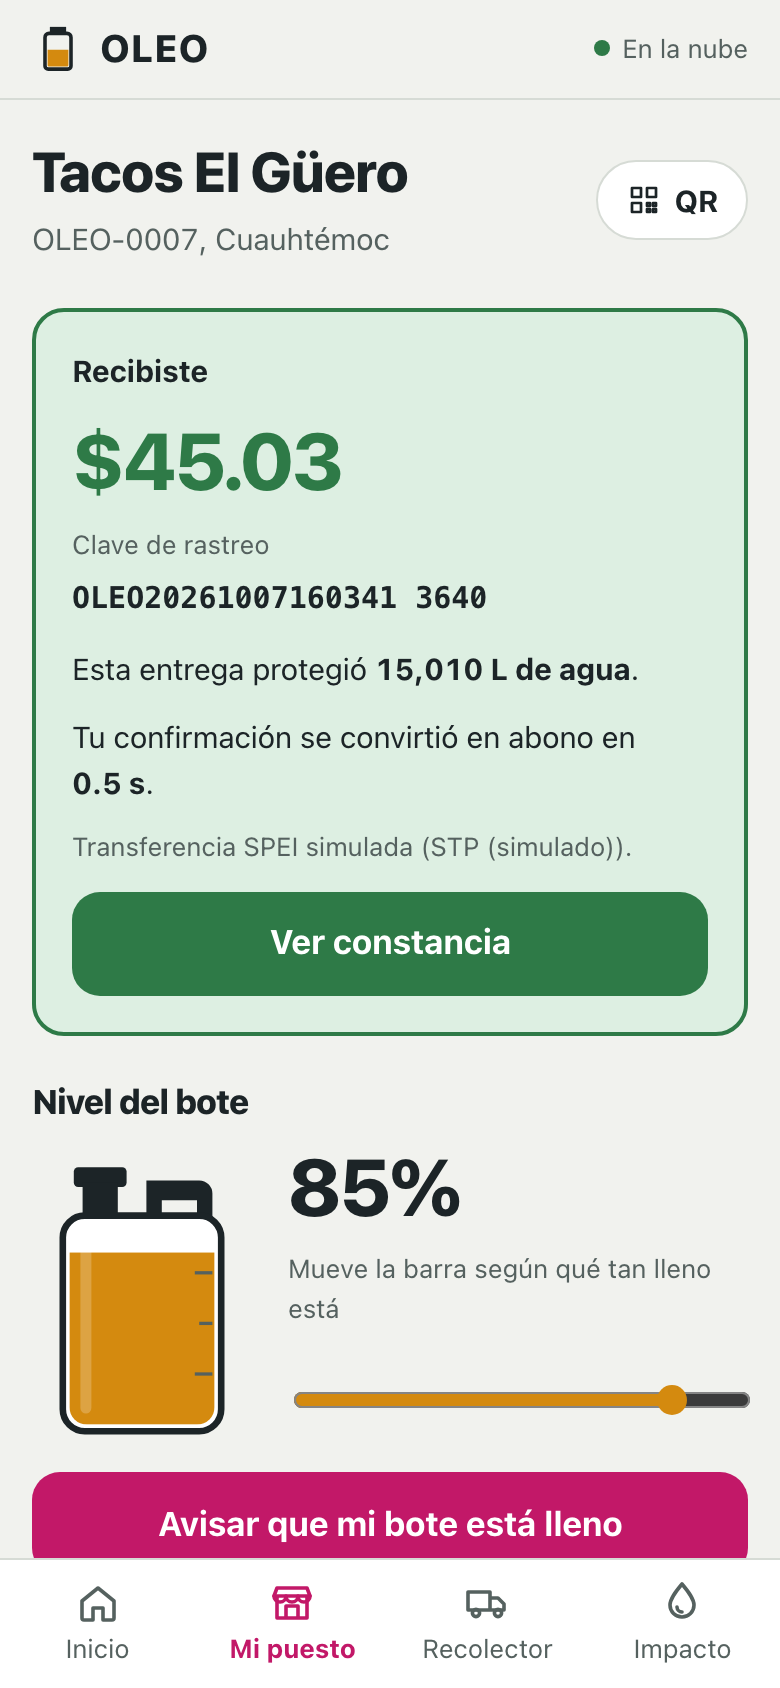 OLEO
En la nube
Tacos El Güero
OLEO-0007, Cuauhtémoc
QR
Recibiste
$45.03
Clave de rastreo
OLEO20261007160341 3640
Esta entrega protegió 15,010 L de agua.
Tu confirmación se convirtió en abono en
0.5 s.
Transferencia SPEI simulada (STP (simulado)).
Ver constancia
Nivel del bote
85%
Mueve la barra según qué tan lleno
está
Avisar que mi bote está lleno
Inicio
Mi puesto
Recolector
Impacto